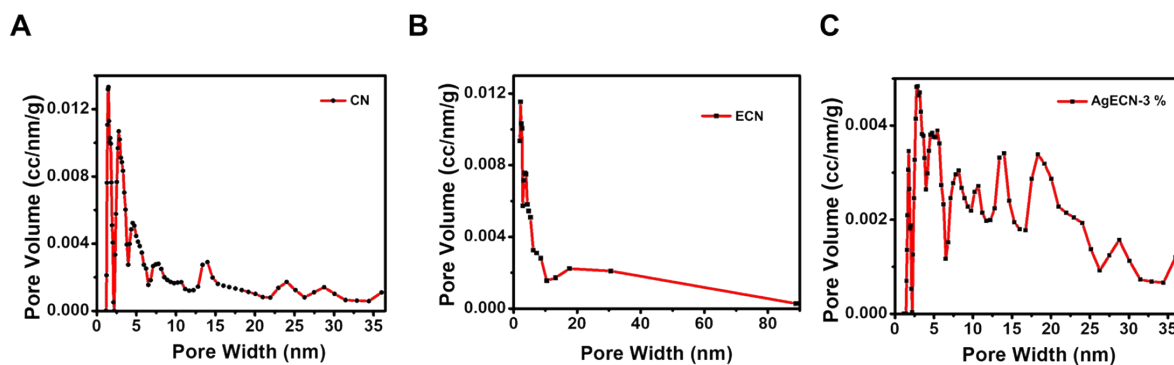 A
B
C
0.012
0.008
0.004
0.000
Pore Volume (cc/nm/g)
CN
0 5 10 15 20 25 30 35
Pore Width (nm)
0.012
0.008
0.004
0.000
Pore Volume (cc/nm/g)
ECN
0 20 40 60 80
Pore Width (nm)
0.004
0.002
0.000
Pore Volume (cc/nm/g)
AgECN-3 %
0 5 10 15 20 25 30 35
Pore Width (nm)